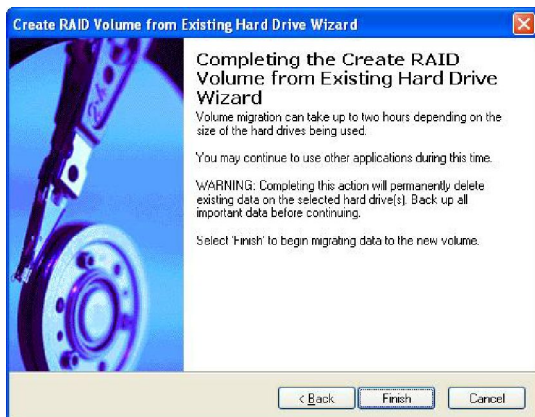 Create RAID Volume from Existing Hard Drive Wizard
Completing the Create RAID
Volume from Existing Hard Drive
Wizard
Volume migration can take up to two hours depending on the
size of the hard drives being used.
You may continue to use other applications during this time.
WARNING: Completing this action will permanently delete
existing data on the selected hard drive(s). Back up all
important data before continuing.
Select 'Finish' to begin migrating data to the new volume.
< Back
Finish
Cancel